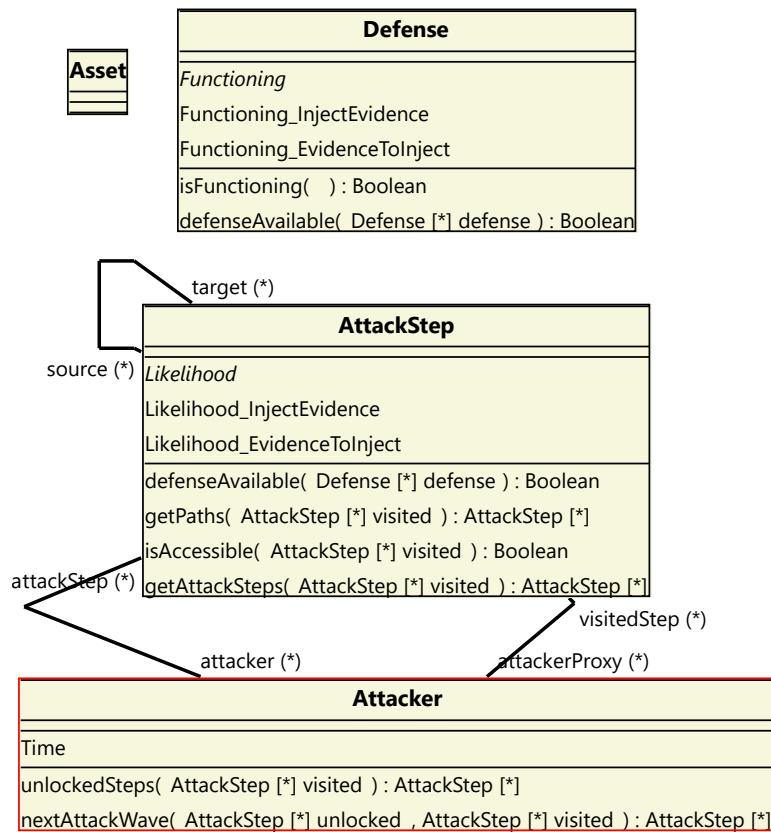 Defense
Asset
Functioning
Functioning_InjectEvidence
Functioning_EvidenceToInject
isFunctioning( ) : Boolean
defenseAvailable( Defense [*] defense ) : Boolean
target (*)
AttackStep
source (*)
Likelihood
Likelihood_InjectEvidence
Likelihood_EvidenceToInject
defenseAvailable( Defense [*] defense ) : Boolean
getPaths( AttackStep [*] visited ) : AttackStep [*]
isAccessible( AttackStep [*] visited ) : Boolean
attackStep (*)
getAttackSteps( AttackStep [*] visited ) : AttackStep [*]
visitedStep (*)
attacker (*)
attackerProxy (*)
Attacker
Time
unlockedSteps( AttackStep [*] visited ) : AttackStep [*]
nextAttackWave( AttackStep [*] unlocked , AttackStep [*] visited ) : AttackStep [*]